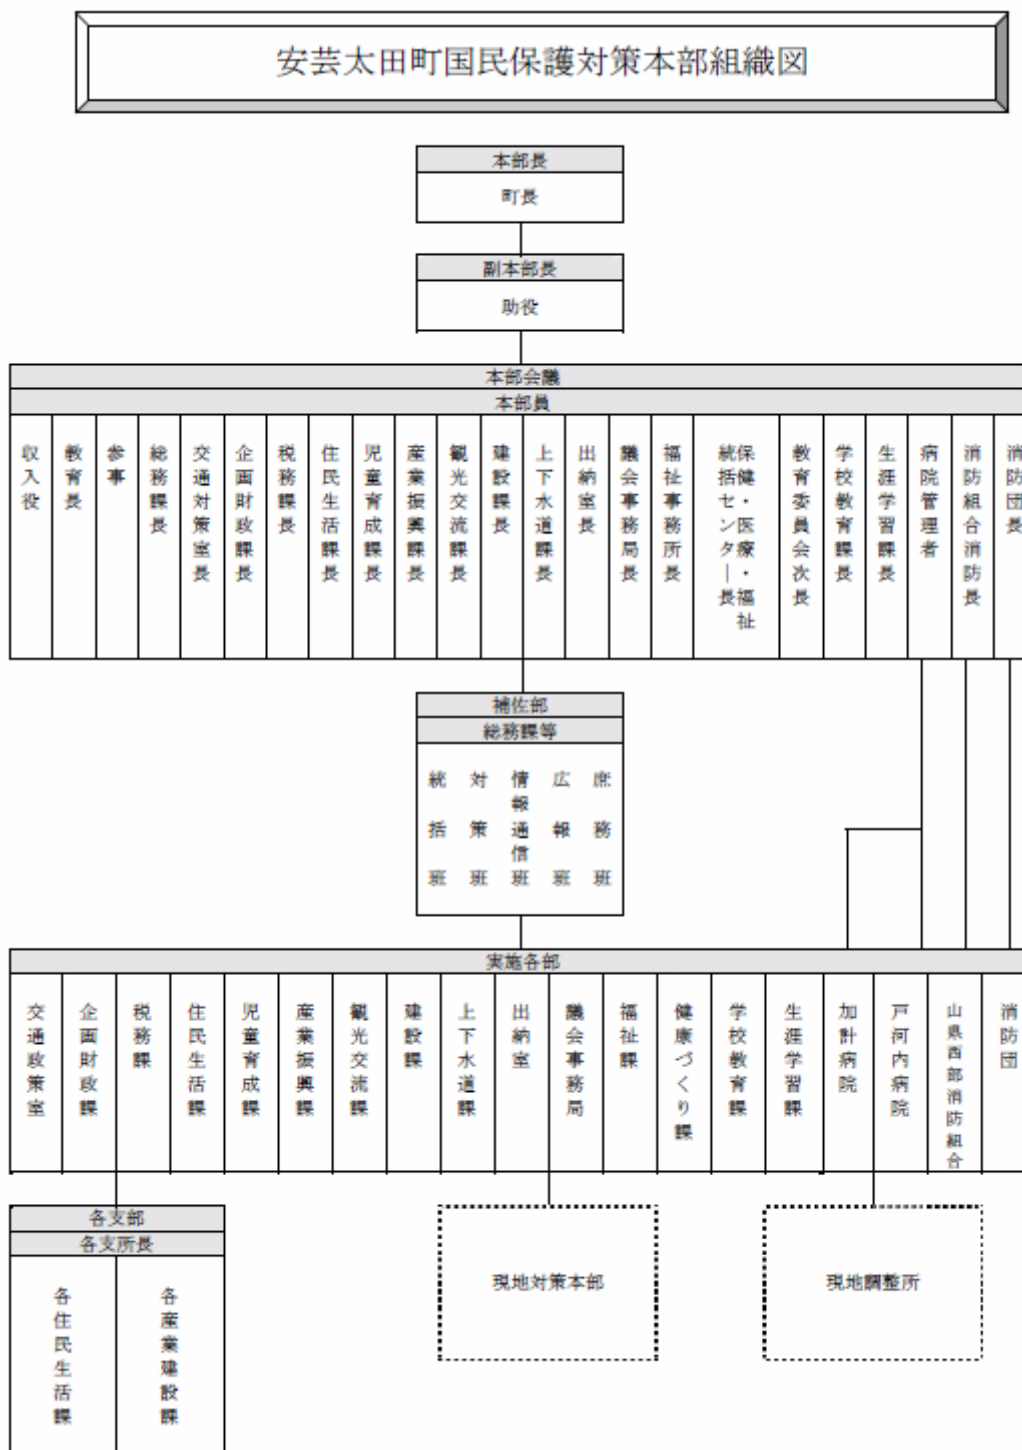 安芸太田町国民保護対策本部組織図
本部長
町長
副本部長
助役
本部会議
本部員
収入役
教育長
参事
総務課長
交通対策室長
企画財政課長
税務課長
住民生活課長
児童育成課長
産業振興課長
観光交流課長
建設課長
上下水道課長
出納室長
議会事務局長
福祉事務所長
保健・医療・福祉
統括センター長
教育委員会次長
学校教育課長
生涯学習課長
病院管理者
消防組合消防長
消防団長
補佐部
総務課等
統括班
対策班
情報通信班
広報班
庶務班
実施各部
交通政策室
企画財政課
税務課
住民生活課
児童育成課
産業振興課
観光交流課
建設課
上下水道課
出納室
議会事務局
福祉課
健康づくり課
学校教育課
生涯学習課
加計病院
戸河内病院
山県西部消防組合
消防団
各支部
各支所長
各住民生活課
各産業建設課
現地対策本部
現地調整所